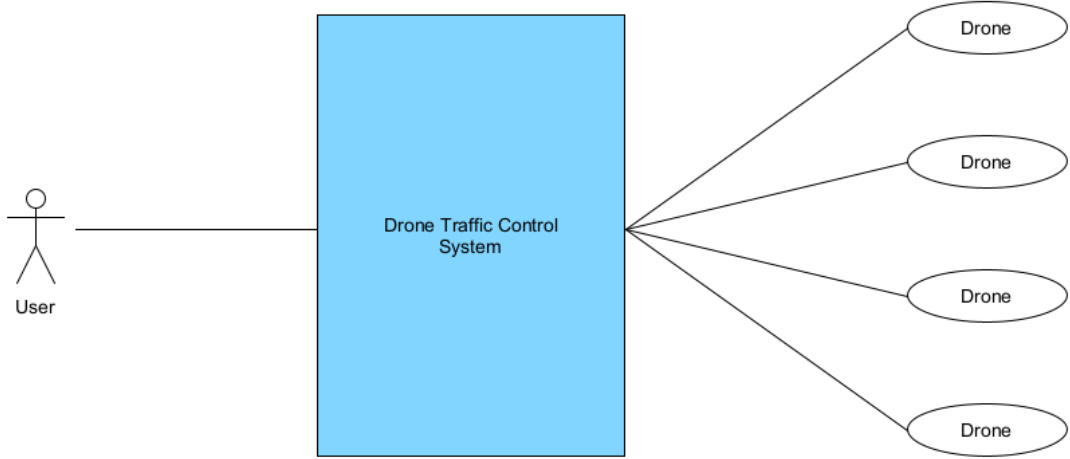 Drone
Drone
Drone Traffic Control
System
Drone
User
Drone